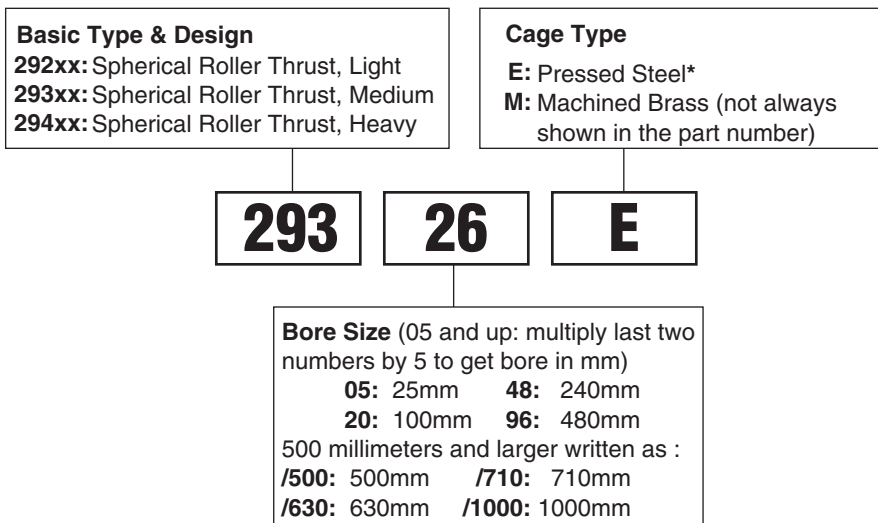 Basic Type & Design
292xx: Spherical Roller Thrust, Light
293xx: Spherical Roller Thrust, Medium
294xx: Spherical Roller Thrust, Heavy
Cage Type
E: Pressed Steel*
M: Machined Brass (not always
shown in the part number)
293 26 E
Bore Size (05 and up: multiply last two
numbers by 5 to get bore in mm)
05: 25mm 48: 240mm
20: 100mm 96: 480mm
500 millimeters and larger written as :
/500: 500mm /710: 710mm
/630: 630mm /1000: 1000mm